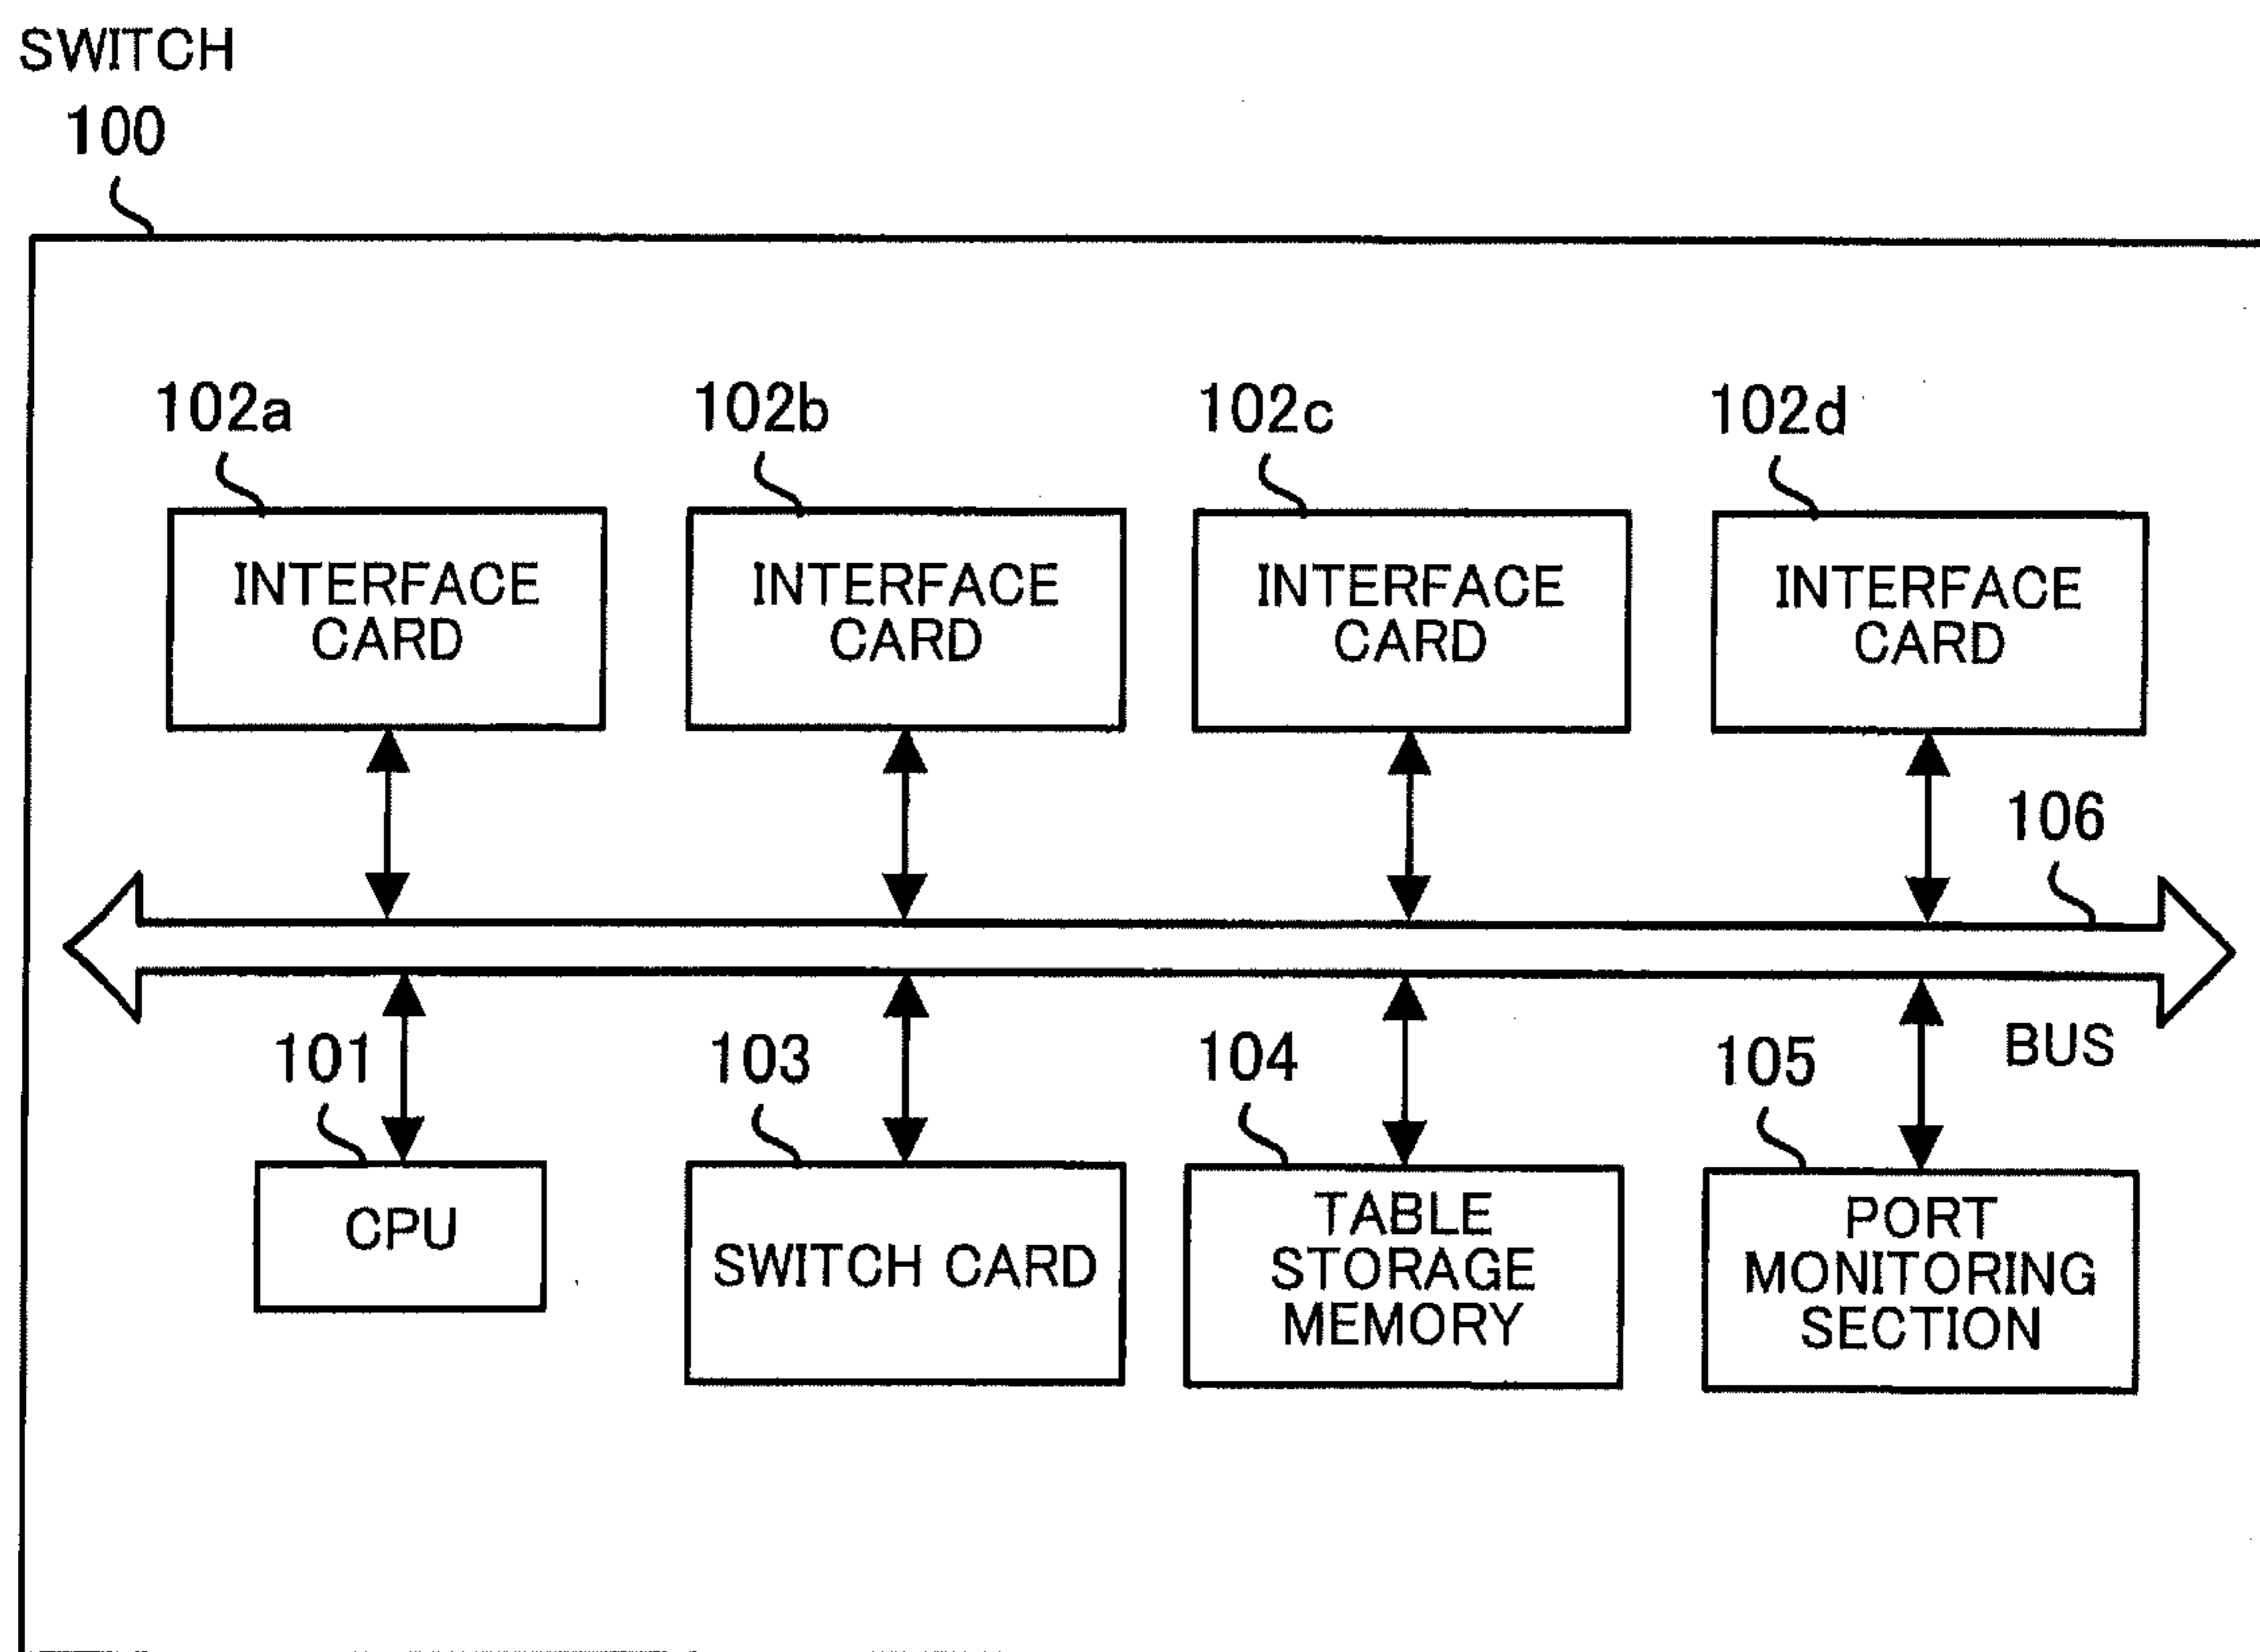 SWITCH
100
102a
102b
102c
102d
INTERFACE
CARD
INTERFACE
CARD
INTERFACE
CARD
INTERFACE
CARD
106
BUS
101
103
104
105
CPU
SWITCH CARD
TABLE
STORAGE
MEMORY
PORT
MONITORING
SECTION